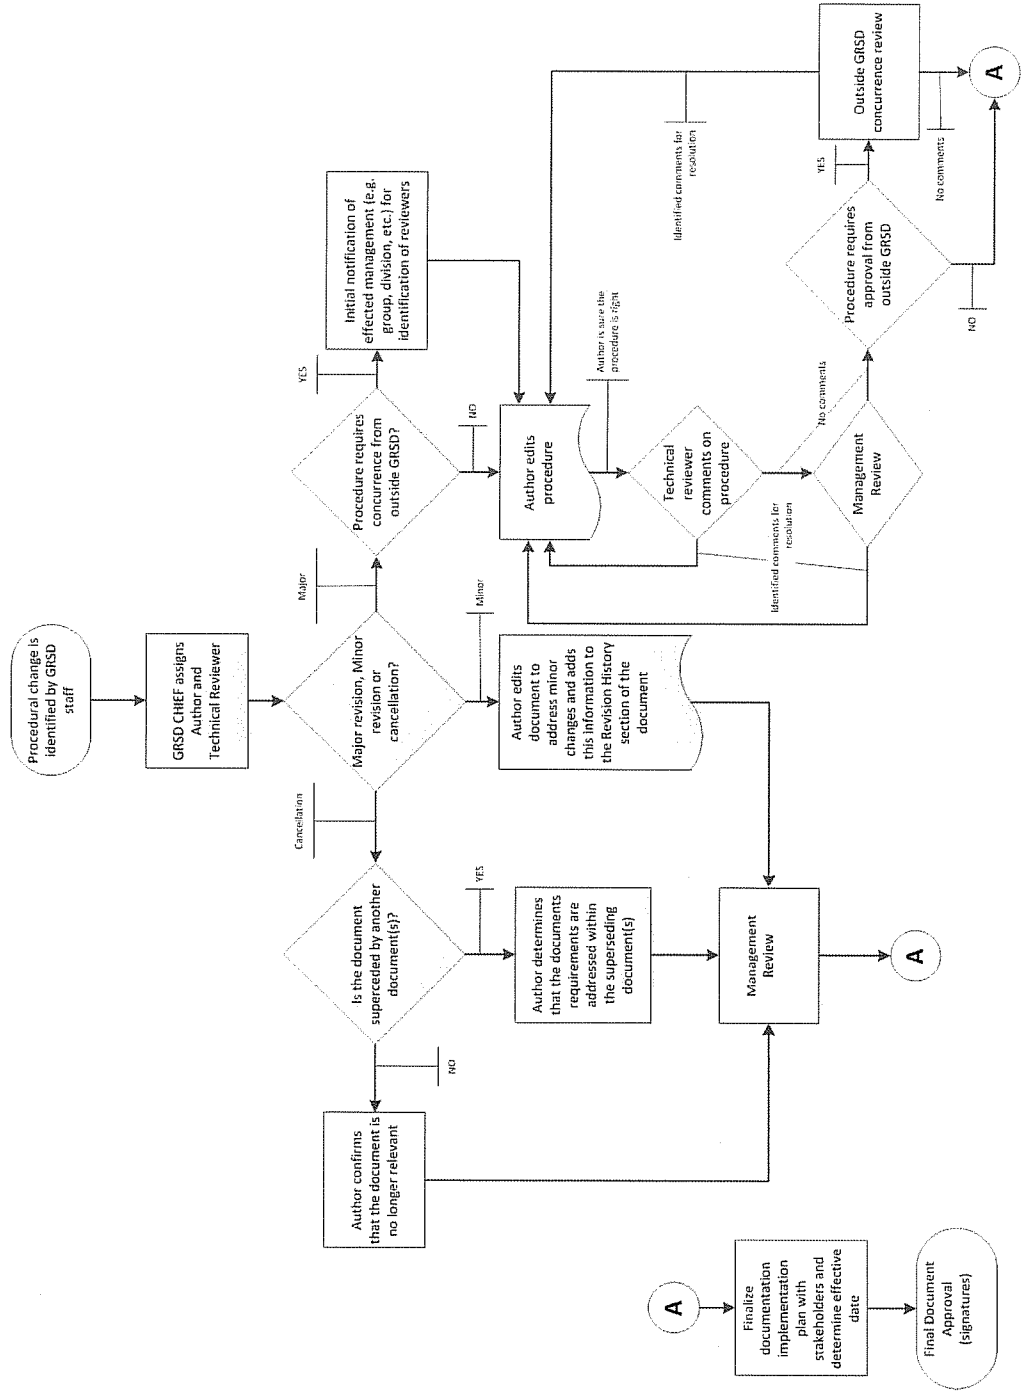 Procedural change is
identified by GRSD
staff
GRSD CHIEF assigns
Author and
Technical Reviewer
Major revision, Minor
revision or
cancellation?
Cancellation
Major
Minor
Is the document
superceded by another
document(s)?
NO
YES
Author confirms
that the document is
no longer relevant
Author determines
that the documents
requirements are
addressed within
the superseding
document(s)
Author edits
document to
address minor
changes and adds
this information to
the Revision History
section of the
document
Management
Review
A
Procedure requires
concurrence from
outside GRSD?
YES
NO
Initial notification of
effected management (e.g.
group, division, etc.) for
identification of reviewers
Author edits
procedure
Author is sure the
procedure is right
Technical
reviewer
comments on
procedure
Identified comments for
resolution
No comments
Management
Review
Procedure requires
approval from
outside GRSD
YES
NO
Outside GRSD
concurrence review
Identified comments for
resolution
No comments
A
A
Finalize
documentation
implementation
plan with
stakeholders and
determine effective
date
Final Document
Approval
(signatures)